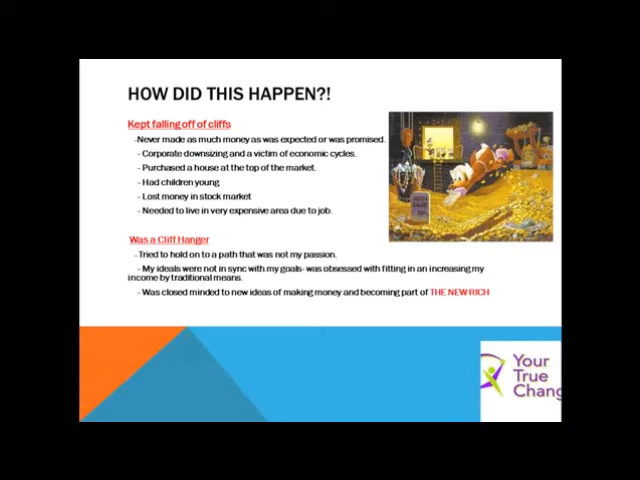 HOW DID THIS HAPPEN?!
Kept falling off of cliffs
-Never made as much money as was expected or was promised.
- Corporate downsizing and a victim of economic cycles.
- Purchased a house at the top of the market.
- Had children young
- Lost money in stock market
- Needed to live in very expensive area due to job.
Was a Cliff Hanger
- Tried to hold on to a path that was not my passion.
- My ideals were not in sync with my goals- was obsessed with fitting in an increasing my
income by traditional means.
- Was closed minded to new ideas of making money and becoming part of THE NEW RICH
Your
True
Chang